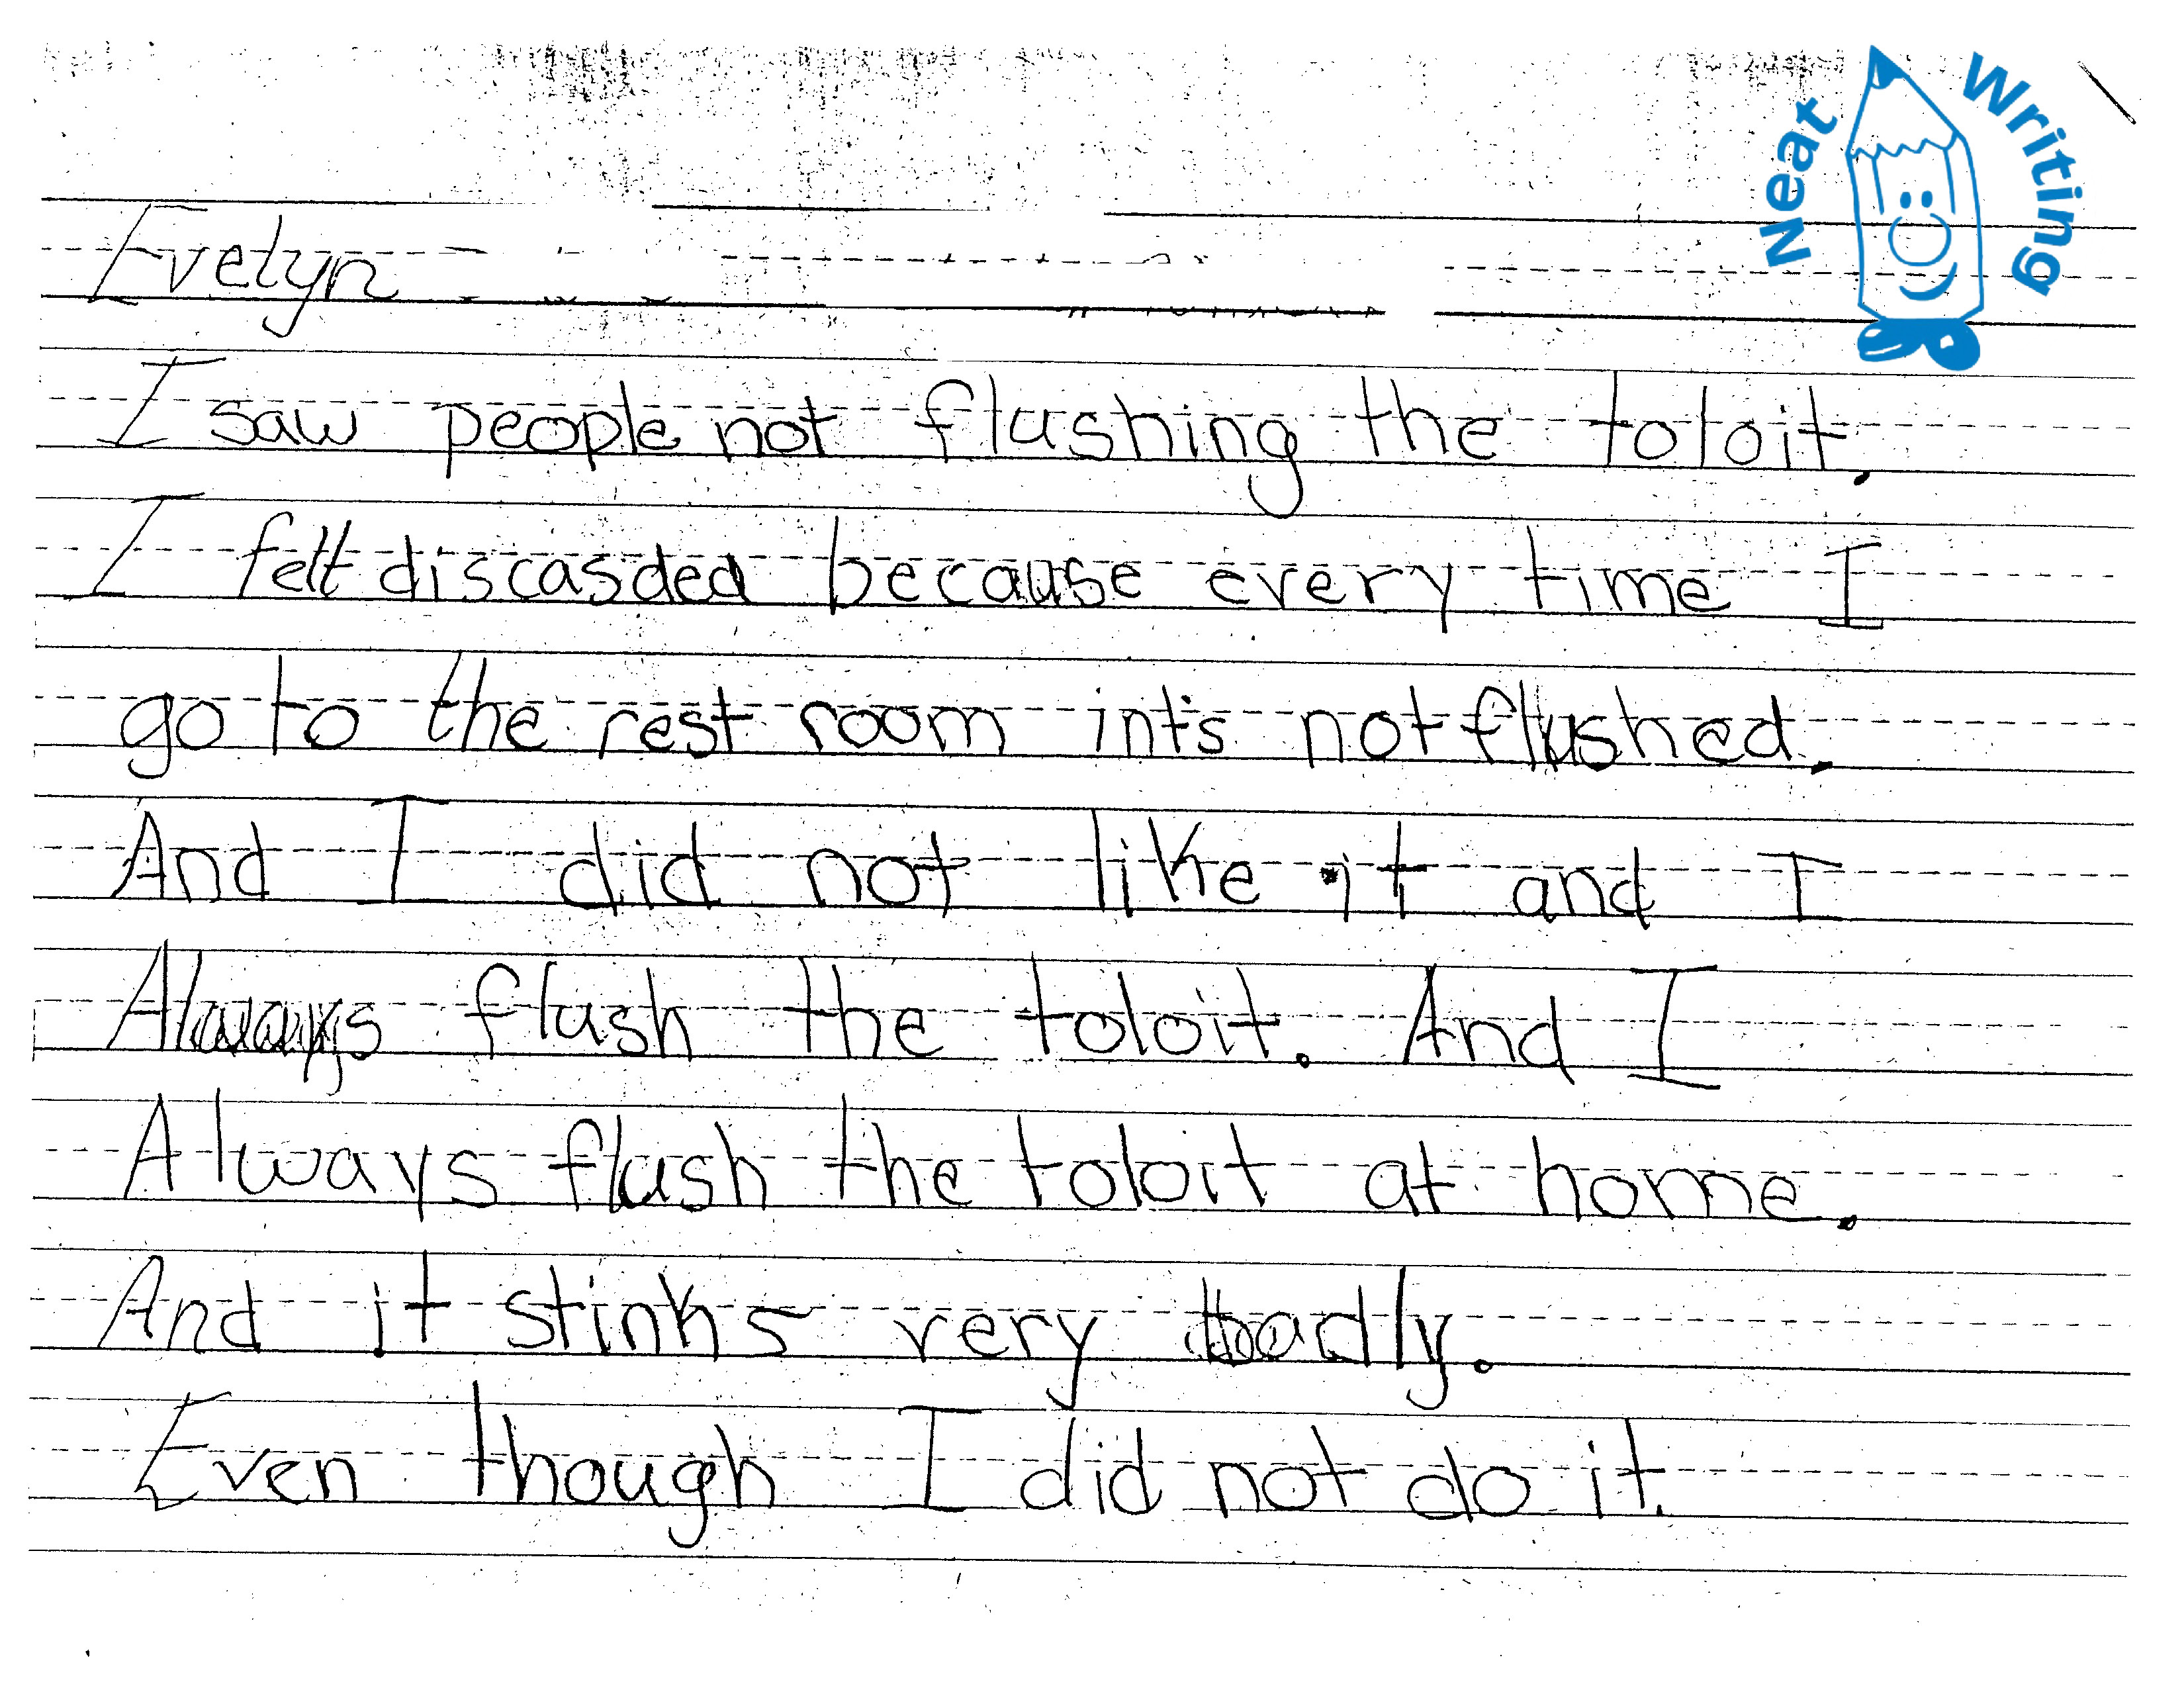 Neat Writing
Evelyn
I saw people not flushing the toloit.
I felt discasded because every time I
go to the rest room int's not flushed.
And I did not like it and I
Always flush the toloit. And I
Always flush the toloit at home.
And it stinks very badly.
Even though I did not do it.